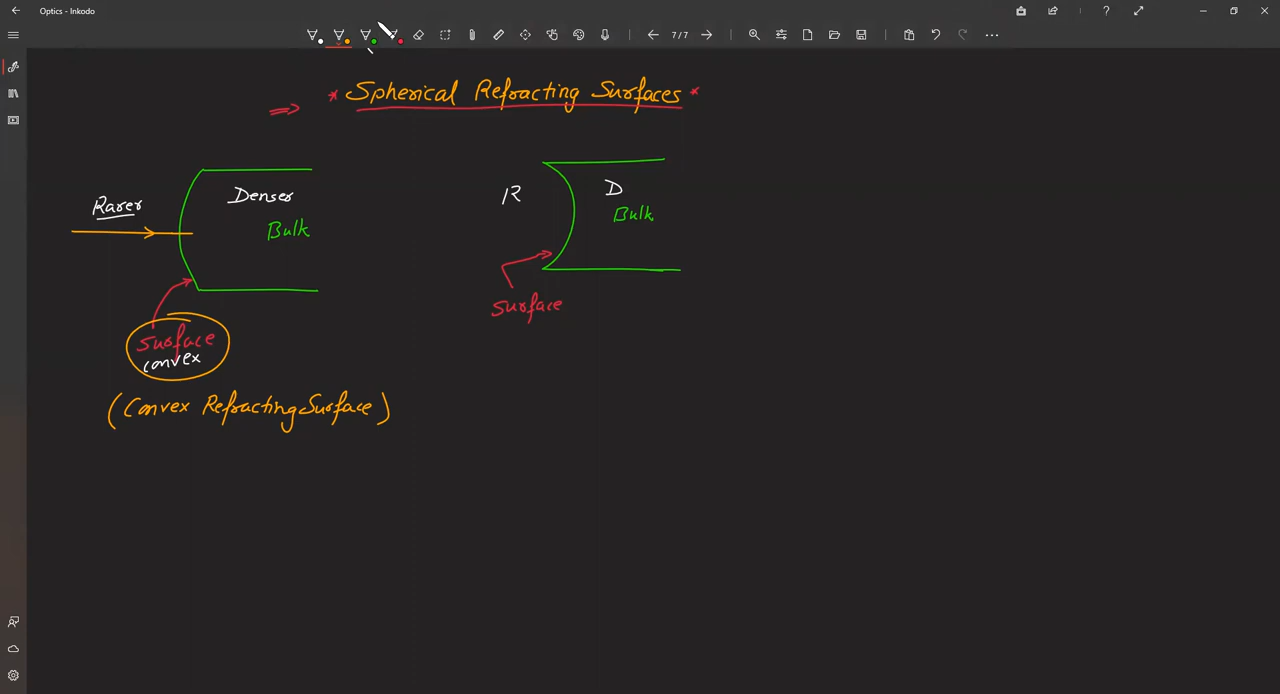 Optics - Inkodo
7/7
* Spherical Refracting Surfaces *
⇒
Rarer
Denser
Bulk
surface
convex
(Convex Refracting Surface)
R
D
Bulk
surface